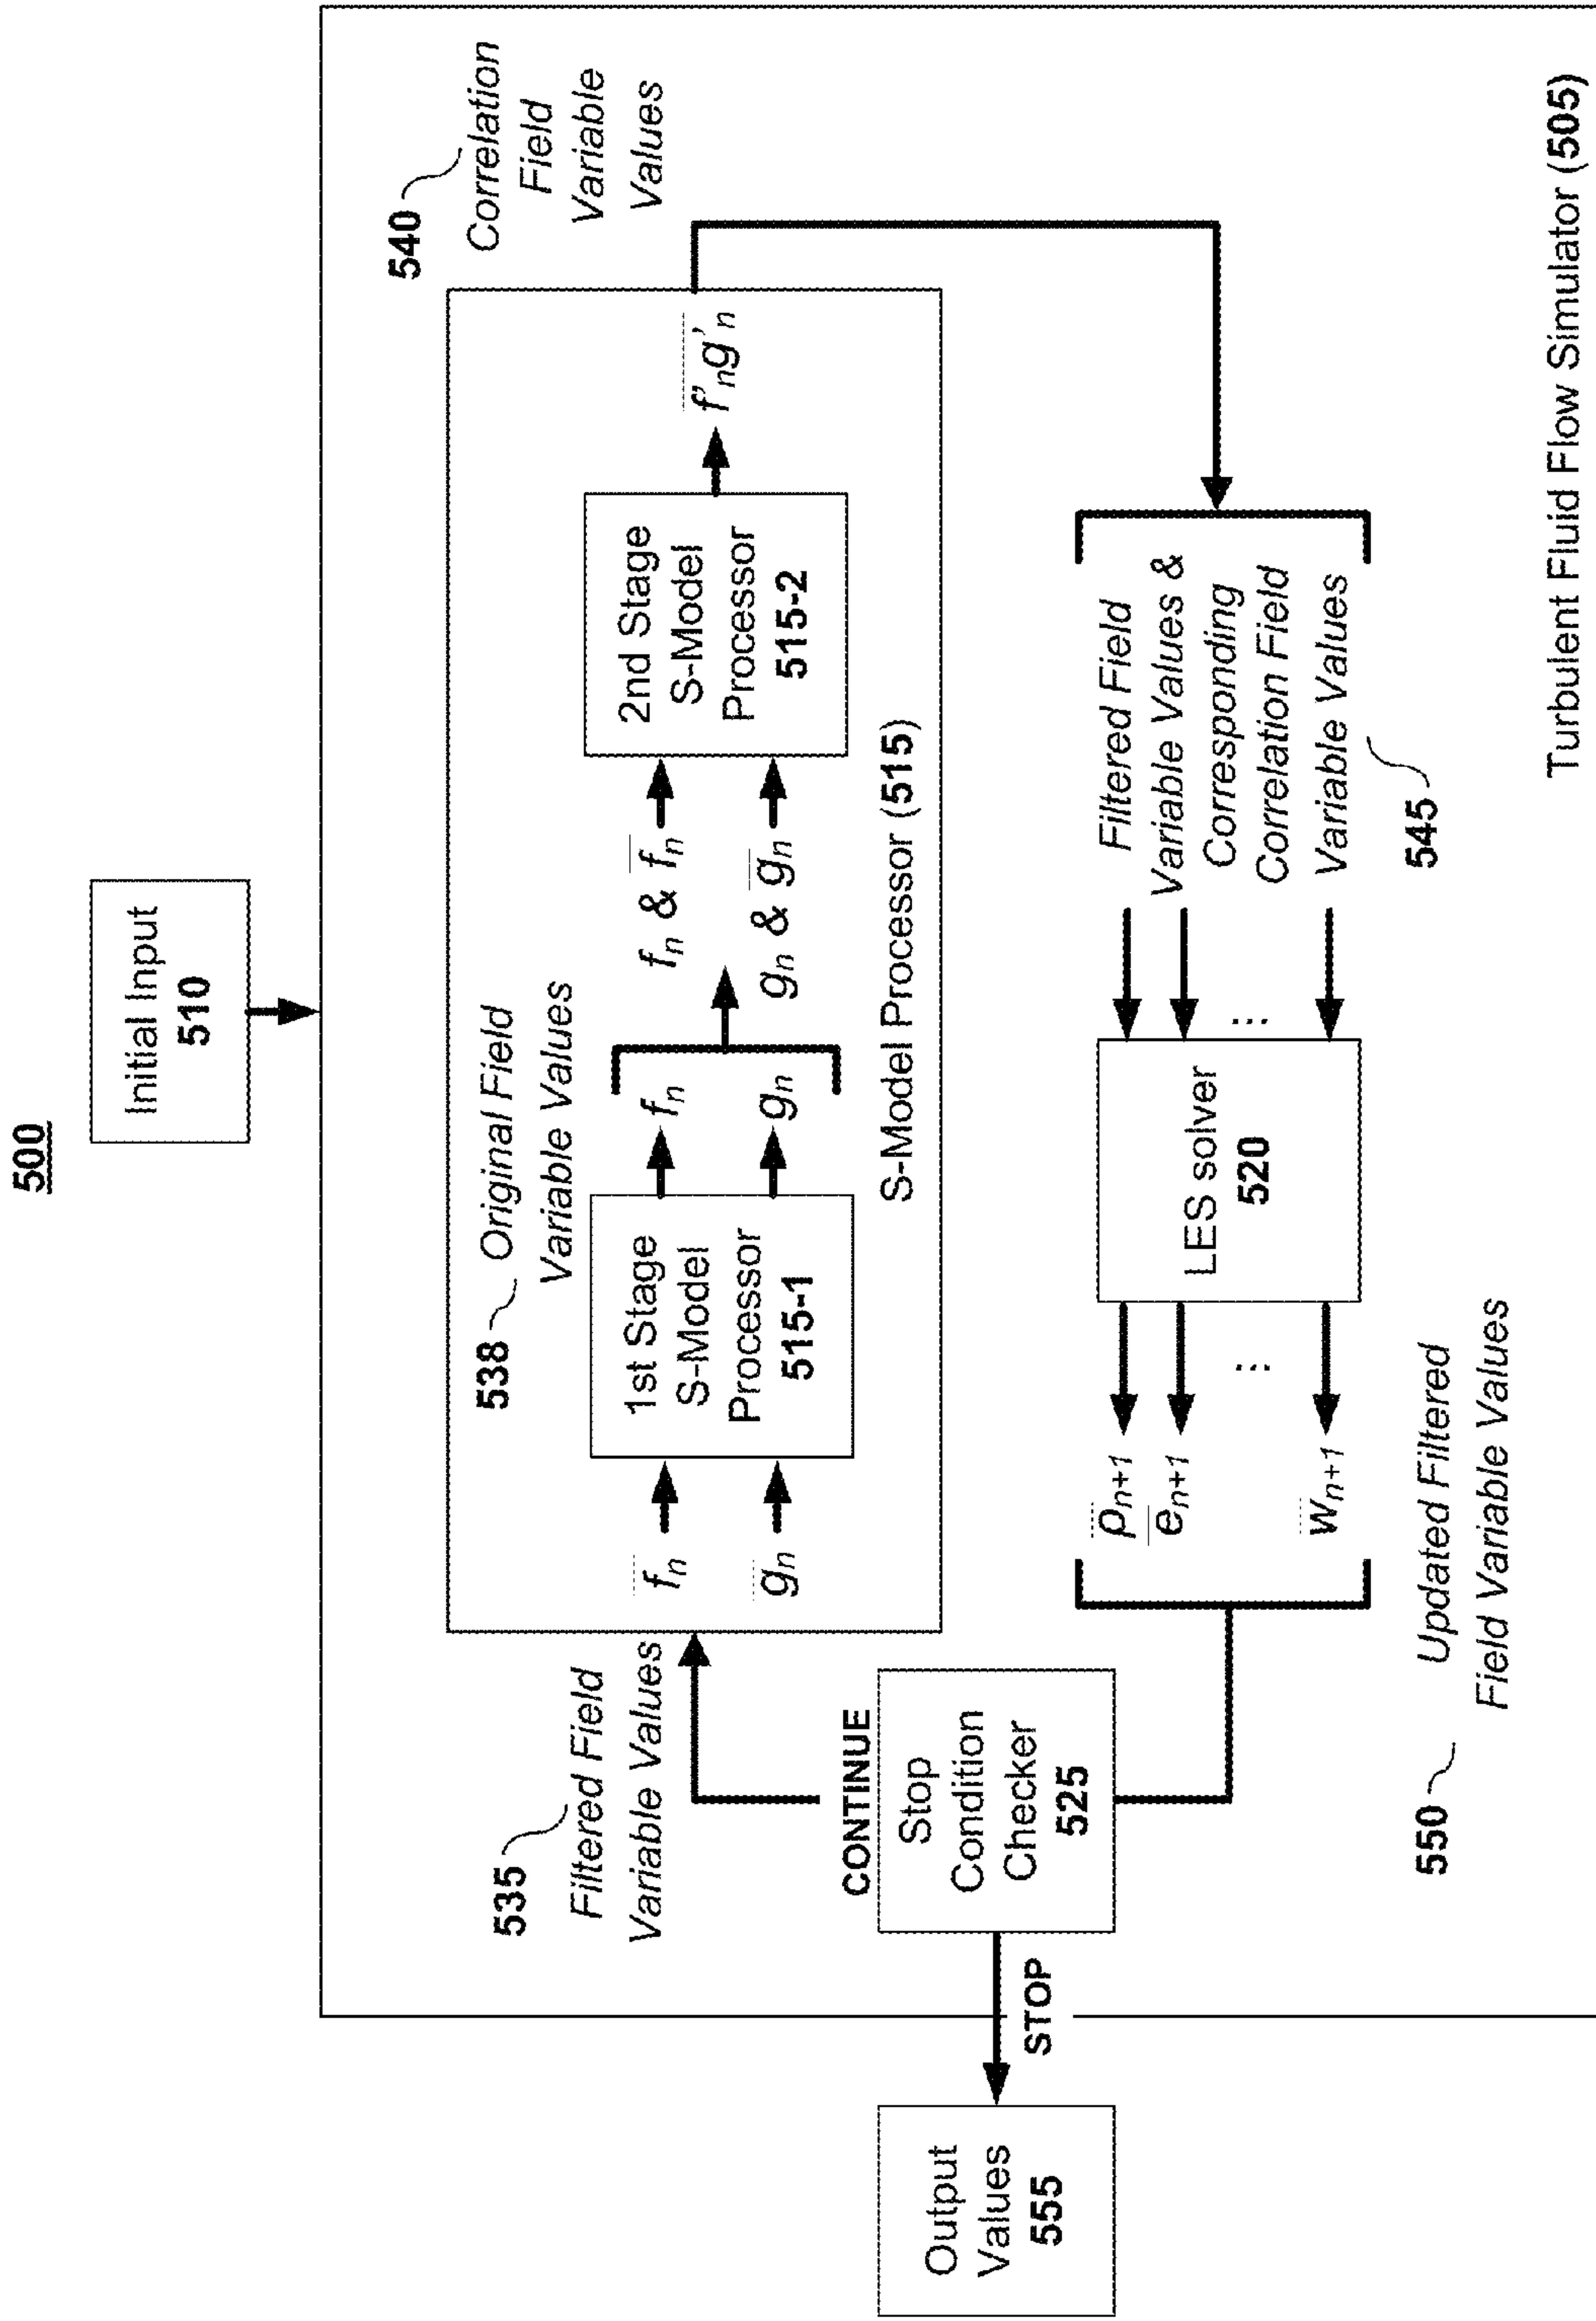 500
Initial Input
510
540
Correlation
Field
Variable
Values
535
Filtered Field
Variable Values
538 Original Field
Variable Values
f̅n
g̅n
1st Stage
S-Model
Processor
515-1
fn
gn
fn & f̅n
gn & g̅n
2nd Stage
S-Model
Processor
515-2
f'ng'n
S-Model Processor (515)
CONTINUE
Stop
Condition
Checker
525
STOP
Output
Values
555
ρ̅n+1
e̅n+1
...
w̅n+1
LES solver
520
...
Filtered Field
Variable Values &
Corresponding
Correlation Field
Variable Values
545
550 Updated Filtered
Field Variable Values
Turbulent Fluid Flow Simulator (505)